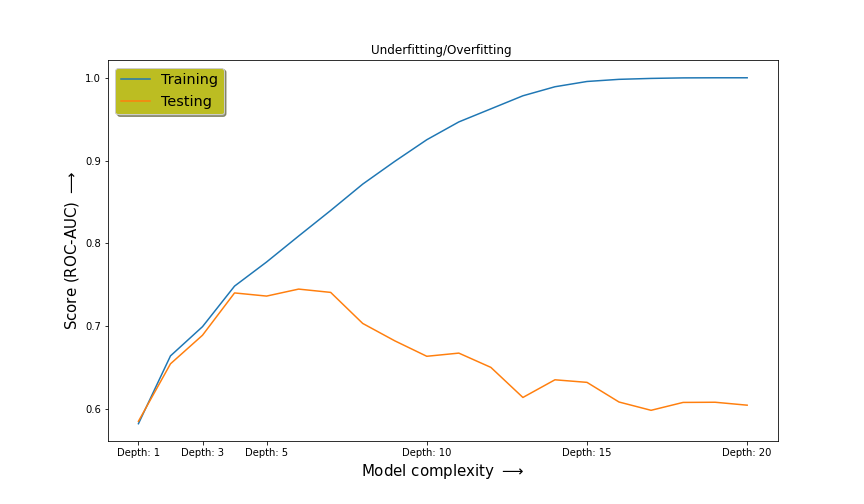 Underfitting/Overfitting
Training
Testing
1.0
0.9
0.8
0.7
0.6
Score (ROC-AUC) ⟶
Depth: 1 Depth: 3 Depth: 5 Depth: 10 Depth: 15 Depth: 20
Model complexity ⟶